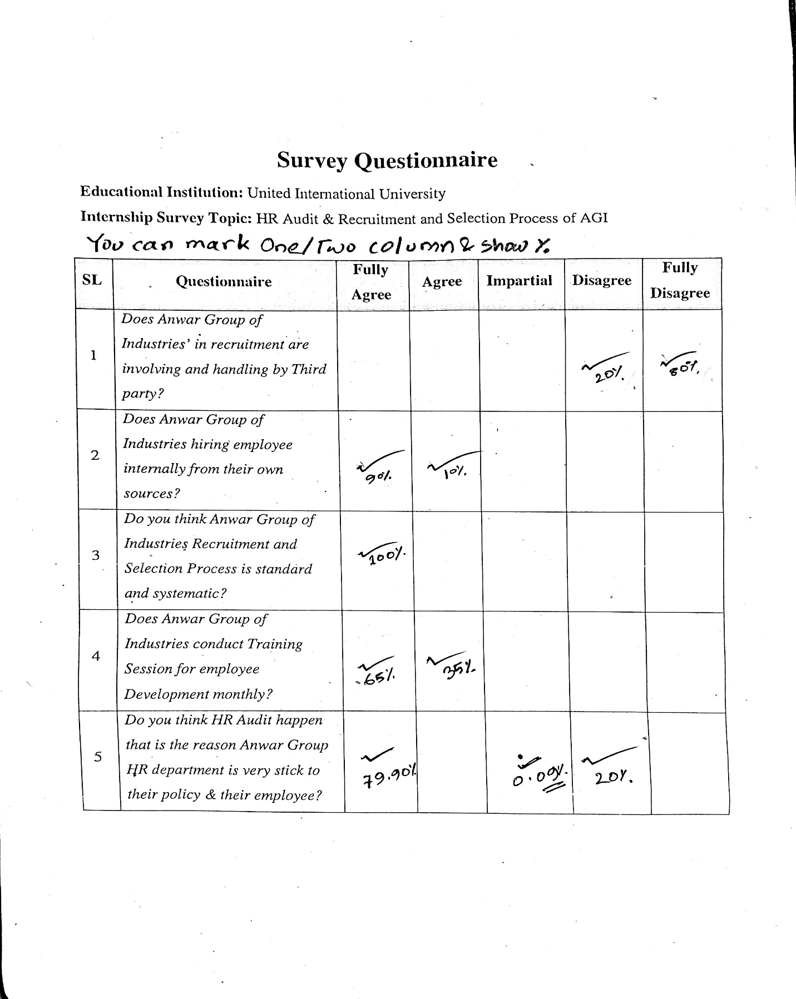 Survey Questionnaire
Educational Institution: United International University
Internship Survey Topic: HR Audit & Recruitment and Selection Process of AGI
You can mark One/Two column & show %
SL Questionnaire Fully Agree Agree Impartial Disagree Fully Disagree
1
Does Anwar Group of
Industries' in recruitment are
involving and handling by Third
party?
20% 80%
2
Does Anwar Group of
Industries hiring employee
internally from their own
sources?
90% 10%
3
Do you think Anwar Group of
Industries Recruitment and
Selection Process is standard
and systematic?
100%
4
Does Anwar Group of
Industries conduct Training
Session for employee
Development monthly?
65% 35%
5
Do you think HR Audit happen
that is the reason Anwar Group
HR department is very stick to
their policy & their employee?
79.90% 0.09% 20%